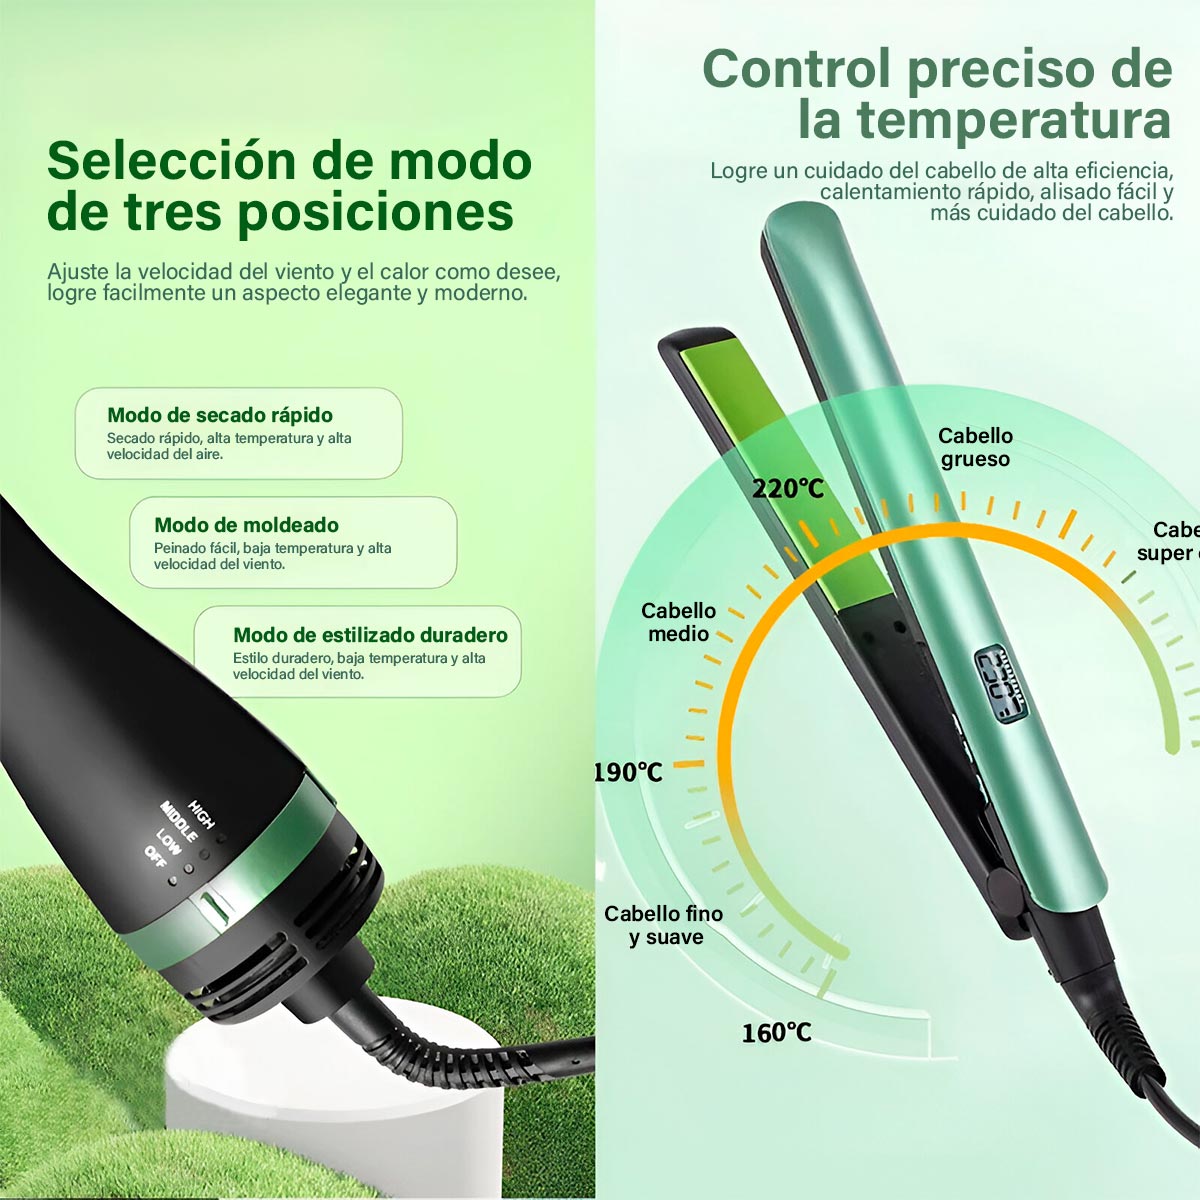 Selección de modo
de tres posiciones
Ajuste la velocidad del viento y el calor como desee,
logre facilmente un aspecto elegante y moderno.
Modo de secado rápido
Secado rápido, alta temperatura y alta
velocidad del aire.
Modo de moldeado
Peinado fácil, baja temperatura y alta
velocidad del viento.
Modo de estilizado duradero
Estilo duradero, baja temperatura y alta
velocidad del viento.
HIGH
MIDDLE
LOW
OFF
Control preciso de
la temperatura
Logre un cuidado del cabello de alta eficiencia,
calentamiento rápido, alisado fácil y
más cuidado del cabello.
Cabello
grueso
220°C
Cabe
super
Cabello
medio
190°C
Cabello fino
y suave
160°C